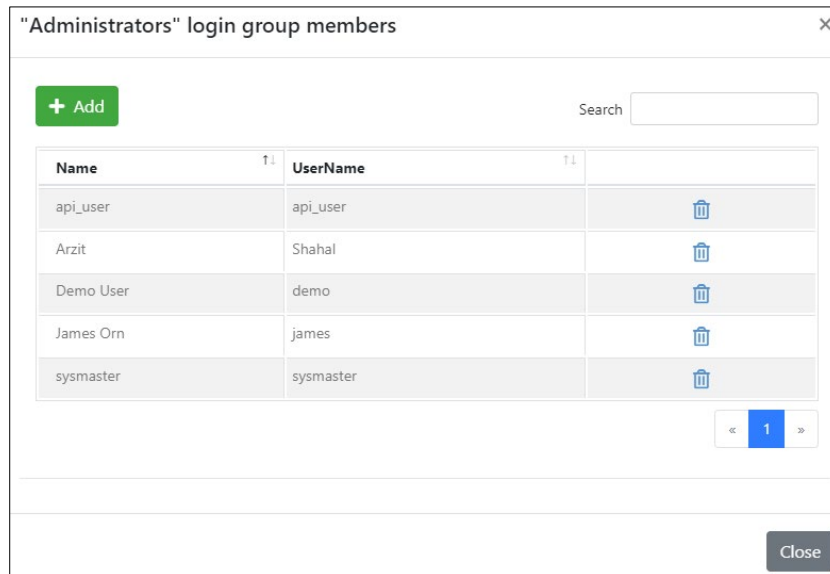 "Administrators" login group members ×
+ Add
Search
Name UserName
api_user api_user
Arzit Shahal
Demo User demo
James Orn james
sysmaster sysmaster
« 1 »
Close